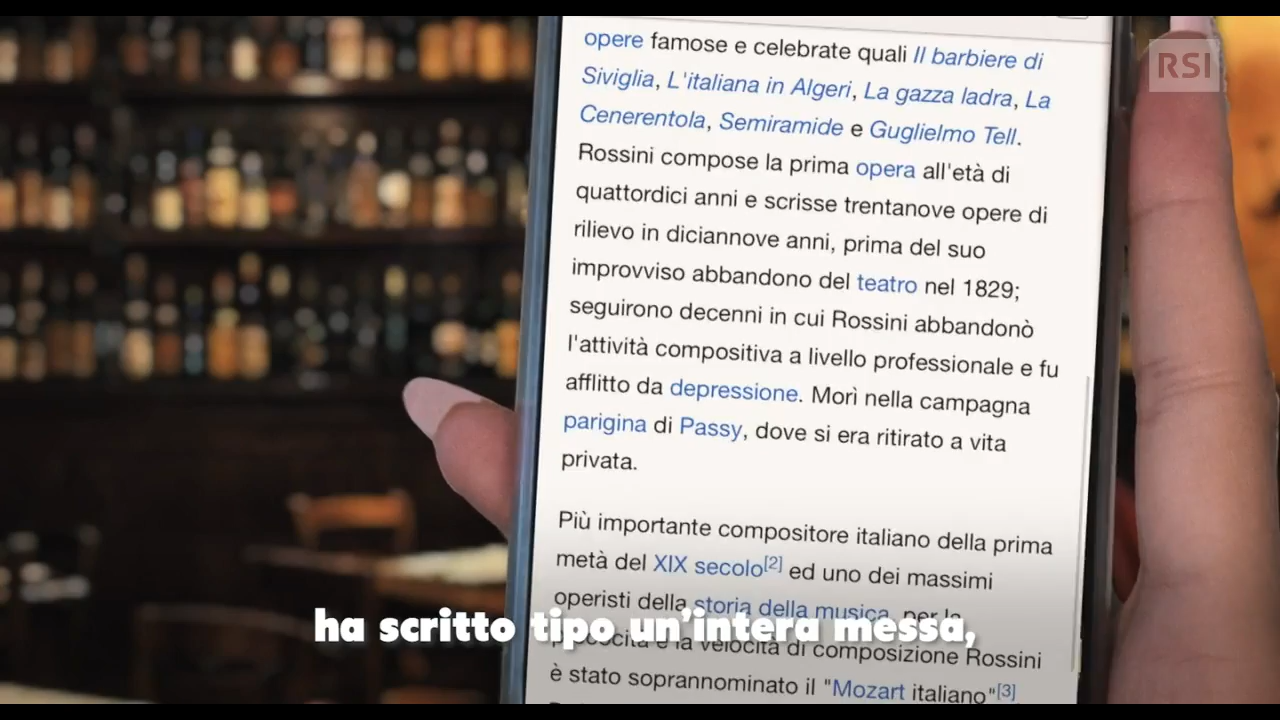 RSI
opere famose e celebrate quali Il barbiere di
Siviglia, L'italiana in Algeri, La gazza ladra, La
Cenerentola, Semiramide e Guglielmo Tell.
Rossini compose la prima opera all'età di
quattordici anni e scrisse trentanove opere di
rilievo in diciannove anni, prima del suo
improvviso abbandono del teatro nel 1829;
seguirono decenni in cui Rossini abbandonò
l'attività compositiva a livello professionale e fu
afflitto da depressione. Morì nella campagna
parigina di Passy, dove si era ritirato a vita
privata.
Più importante compositore italiano della prima
metà del XIX secolo[2] ed uno dei massimi
operisti della storia della musica, per la
ha scritto tipo un'intera messa,
e la velocità di composizione Rossini
è stato soprannominato il "Mozart italiano"[3]